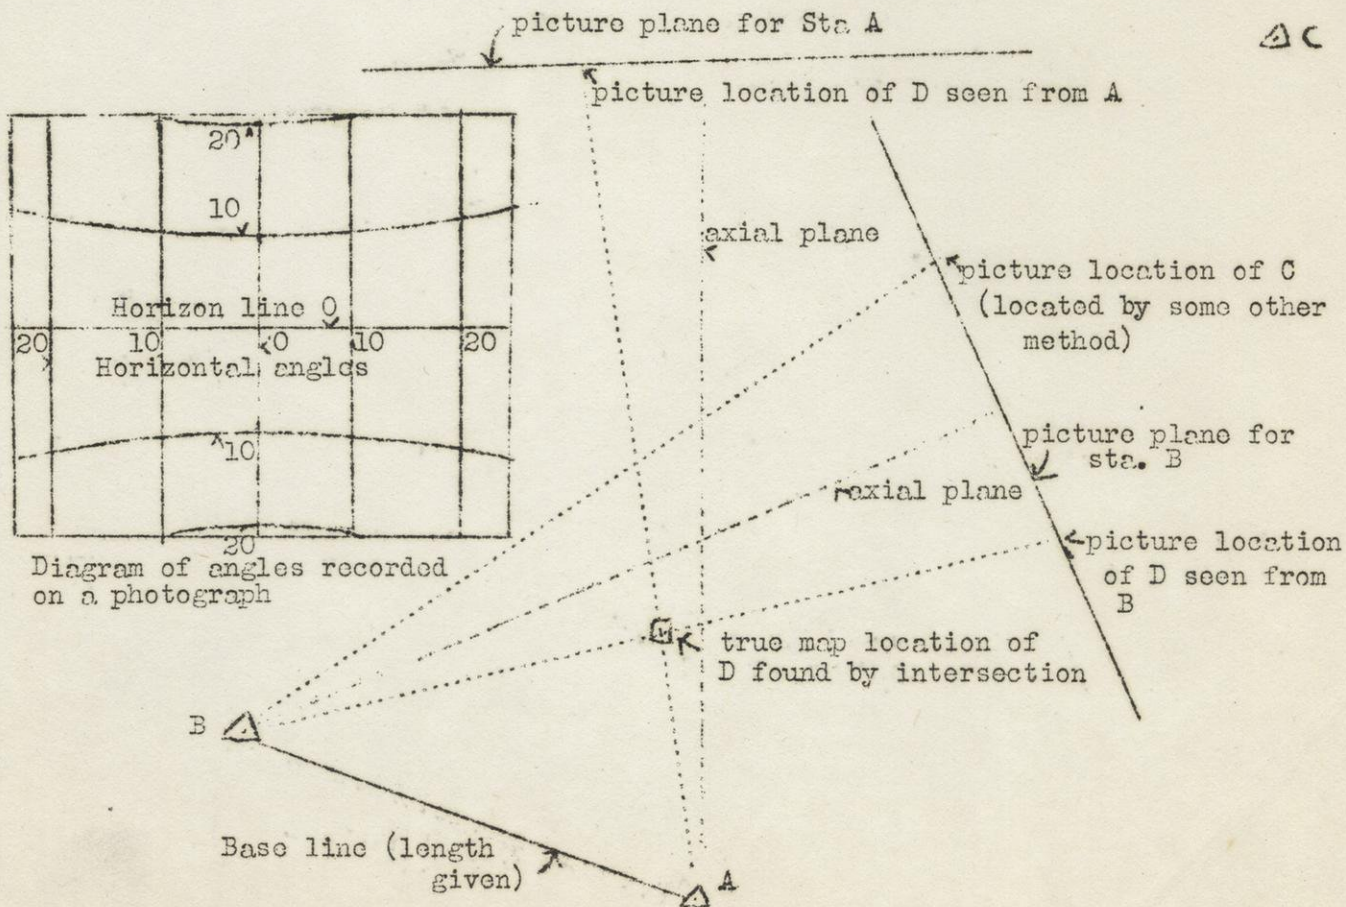 picture plane for Sta A
△ C
picture location of D seen from A
20
10
axial plane
picture location of C
(located by some other
method)
Horizon line 0
20 10 0 10 20
Horizontal angles
picture plane for
sta. B
10
axial plane
20
picture location
of D seen from
B
Diagram of angles recorded
on a photograph
true map location of
D found by intersection
B
Base line (length
given)
A